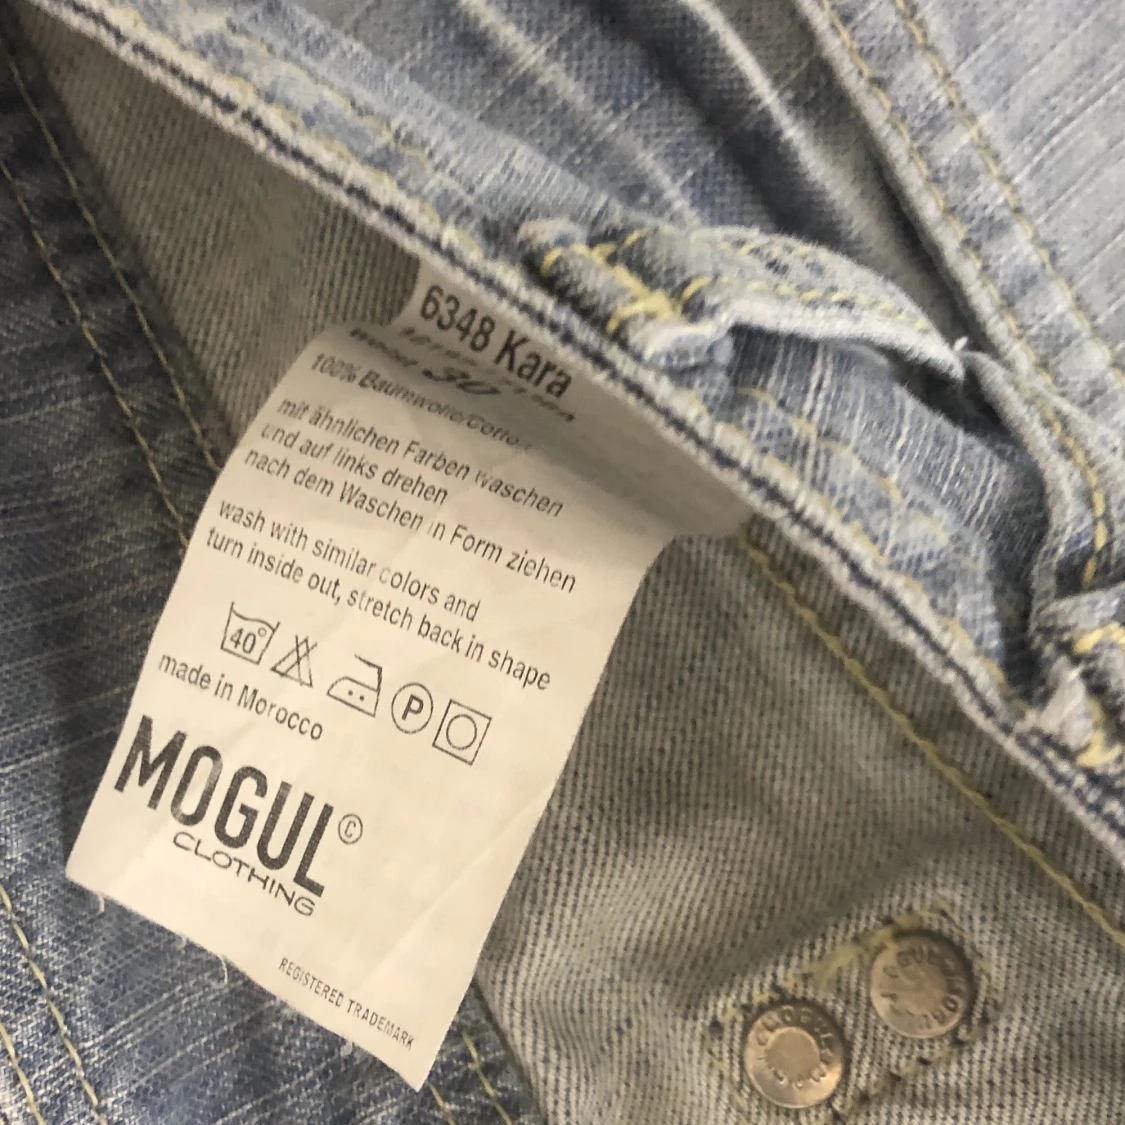 6348 Kara
30
100% Baumwolle/Cotton
mit ähnlichen Farben waschen
und auf links drehen
nach dem Waschen in Form ziehen
wash with similar colors and
turn inside out, stretch back in shape
40°
P
made in Morocco
MOGUL©
CLOTHING
REGISTERED TRADEMARK